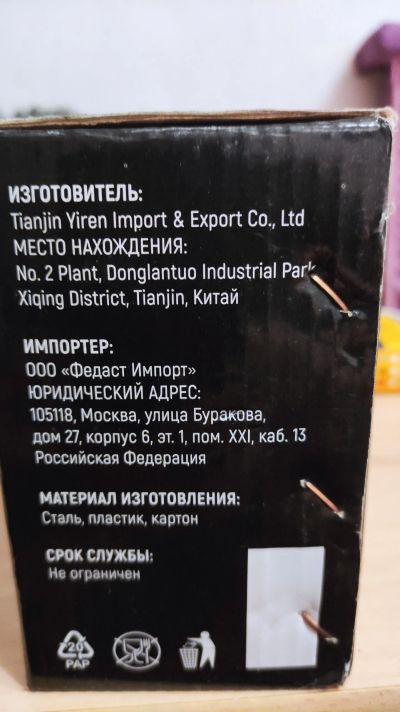 ИЗГОТОВИТЕЛЬ:
Tianjin Yiren Import & Export Co., Ltd
МЕСТО НАХОЖДЕНИЯ:
No. 2 Plant, Donglantuo Industrial Park
Xiqing District, Tianjin, Китай
ИМПОРТЕР:
ООО «Федаст Импорт»
ЮРИДИЧЕСКИЙ АДРЕС:
105118, Москва, улица Буракова,
дом 27, корпус 6, эт. 1, пом. XXI, каб. 13
Российская Федерация
МАТЕРИАЛ ИЗГОТОВЛЕНИЯ:
Сталь, пластик, картон
СРОК СЛУЖБЫ:
Не ограничен
20
PAP